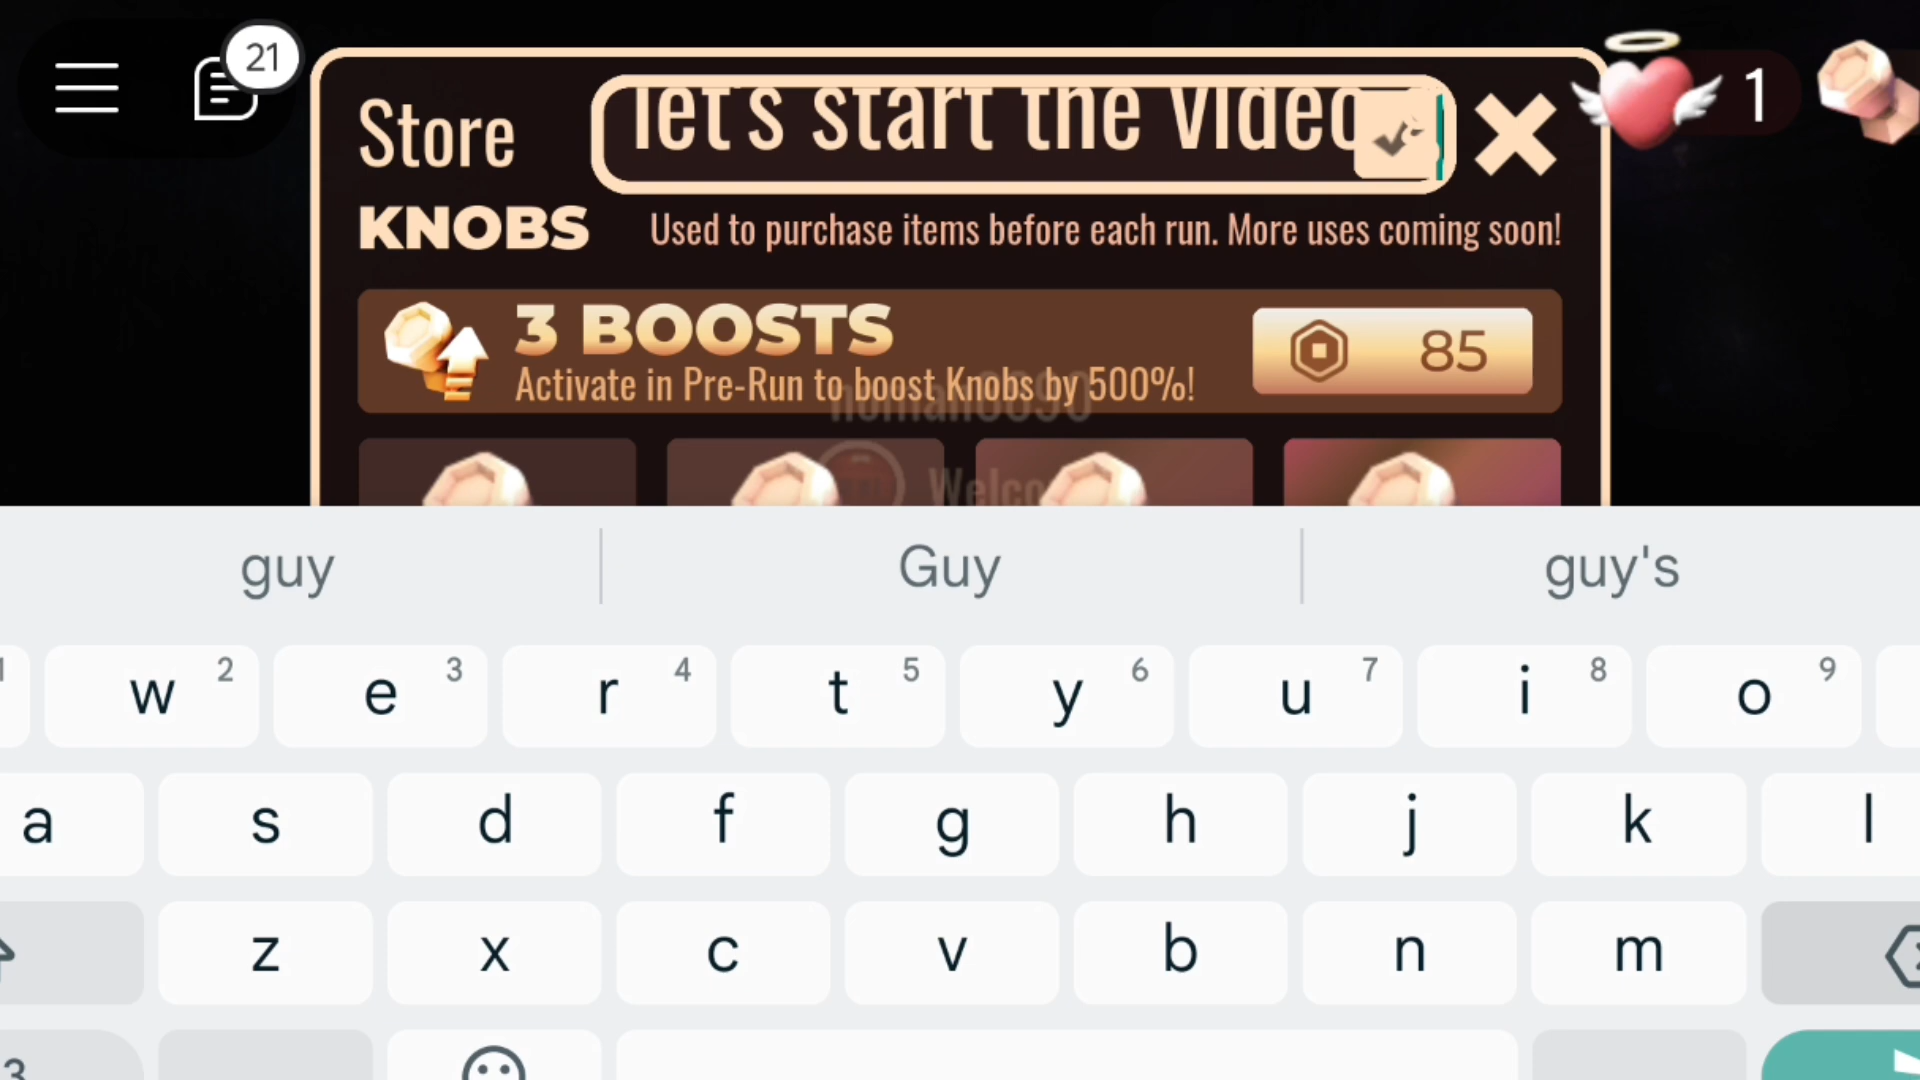 21
let's start the video
1
Store
KNOBS
Used to purchase items before each run. More uses coming soon!
3 BOOSTS
85
Activate in Pre-Run to boost Knobs by 500%!
guy
Guy
guy's
1 w 2 e 3 r 4 t 5 y 6 u 7 i 8 o 9
a s d f g h j k l
z x c v b n m